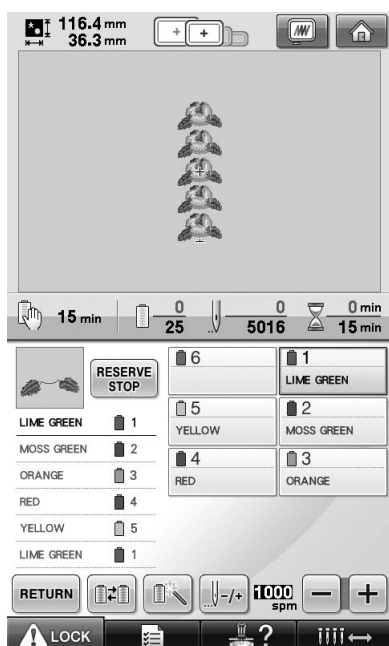 116.4 mm
36.3 mm
15 min
0
25
0
5016
0 min
15 min
RESERVE
STOP
LIME GREEN 1
MOSS GREEN 2
ORANGE 3
RED 4
YELLOW 5
LIME GREEN 1
6
1
LIME GREEN
5
YELLOW
2
MOSS GREEN
4
RED
3
ORANGE
RETURN
-/+
1000
spm
LOCK
?